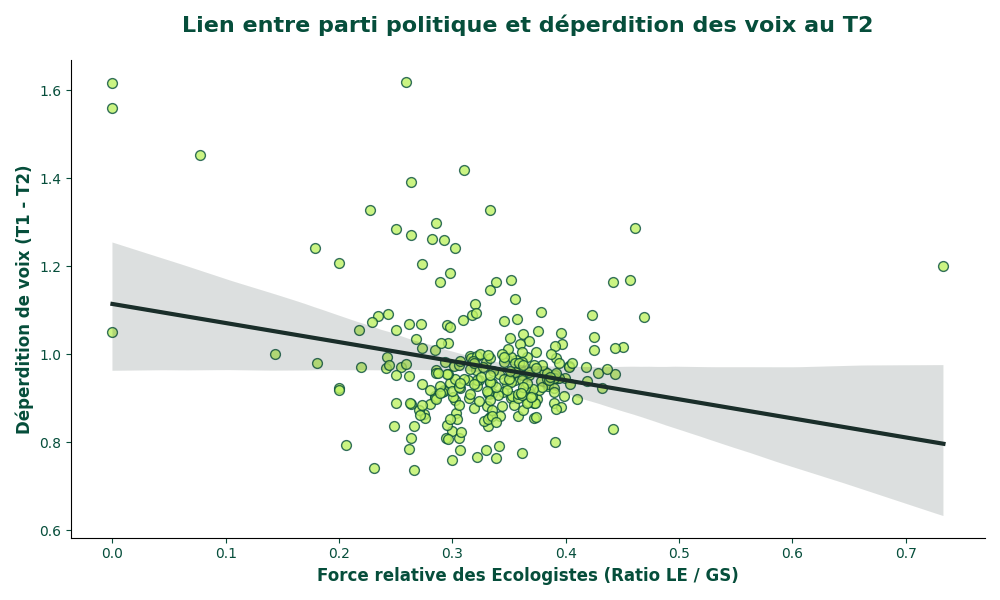 Lien entre parti politique et déperdition des voix au T2
Déperdition de voix (T1 - T2)
1.6
1.4
1.2
1.0
0.8
0.6
0.0 0.1 0.2 0.3 0.4 0.5 0.6 0.7
Force relative des Ecologistes (Ratio LE / GS)